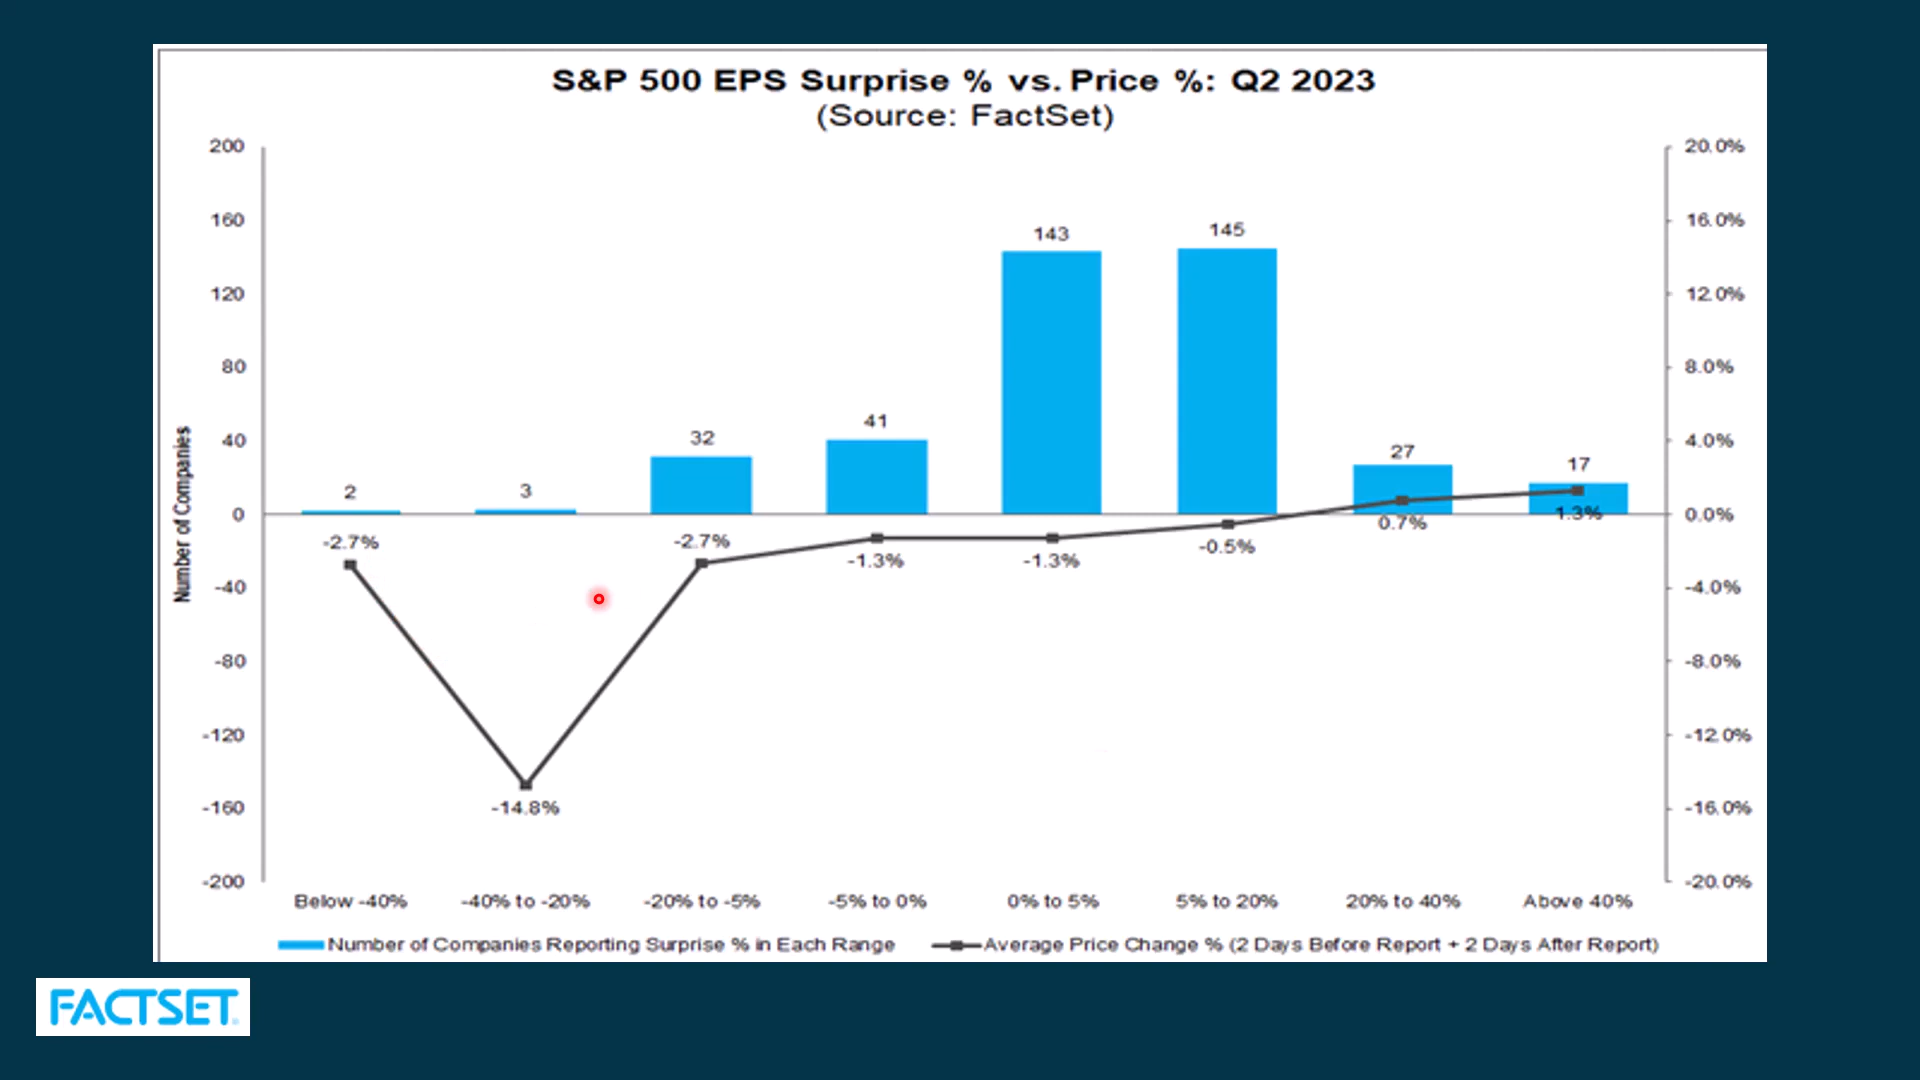 S&P 500 EPS Surprise % vs. Price %: Q2 2023
(Source: FactSet)
200
160
120
80
40
0
-40
-80
-120
-160
-200
Number of Companies
20.0%
16.0%
12.0%
8.0%
4.0%
0.0%
-4.0%
-8.0%
-12.0%
-16.0%
-20.0%
2
3
32
41
143
145
27
17
-2.7%
-14.8%
-2.7%
-1.3%
-1.3%
-0.5%
0.7%
1.3%
Below -40%
-40% to -20%
-20% to -5%
-5% to 0%
0% to 5%
5% to 20%
20% to 40%
Above 40%
Number of Companies Reporting Surprise % in Each Range
Average Price Change % (2 Days Before Report + 2 Days After Report)
FACTSET